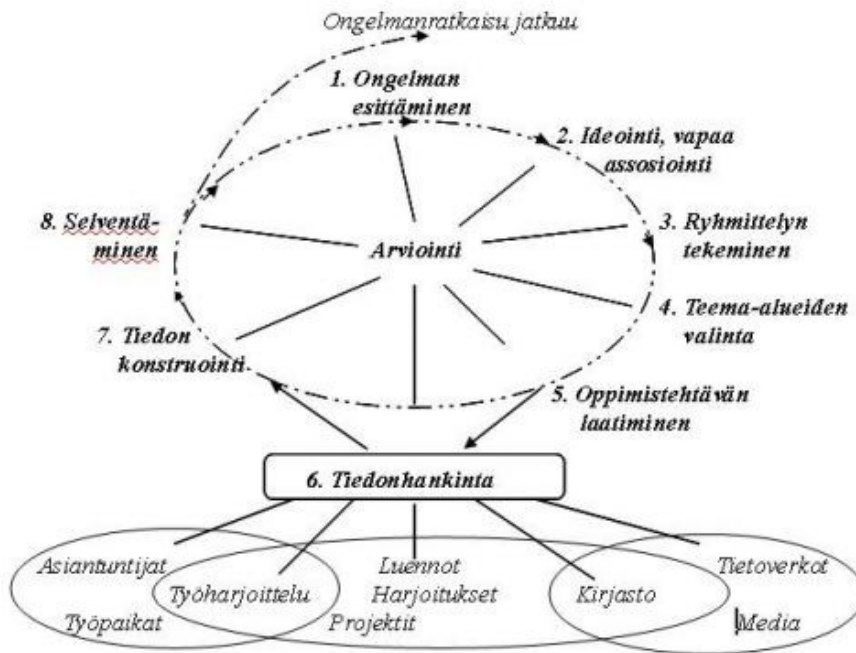 Ongelmanratkaisu jatkuu
1. Ongelman
esittäminen
2. Ideointi, vapaa
assosiointi
8. Selventä-
minen
Arviointi
3. Ryhmittelyn
tekeminen
4. Teema-alueiden
valinta
7. Tiedon
konstruointi
5. Oppimistehtävän
laatiminen
6. Tiedonhankinta
Asiantuntijat
Luennot
Tietoverkot
Työharjoittelu
Harjoitukset
Kirjasto
Työpaikat
Projektit
Media